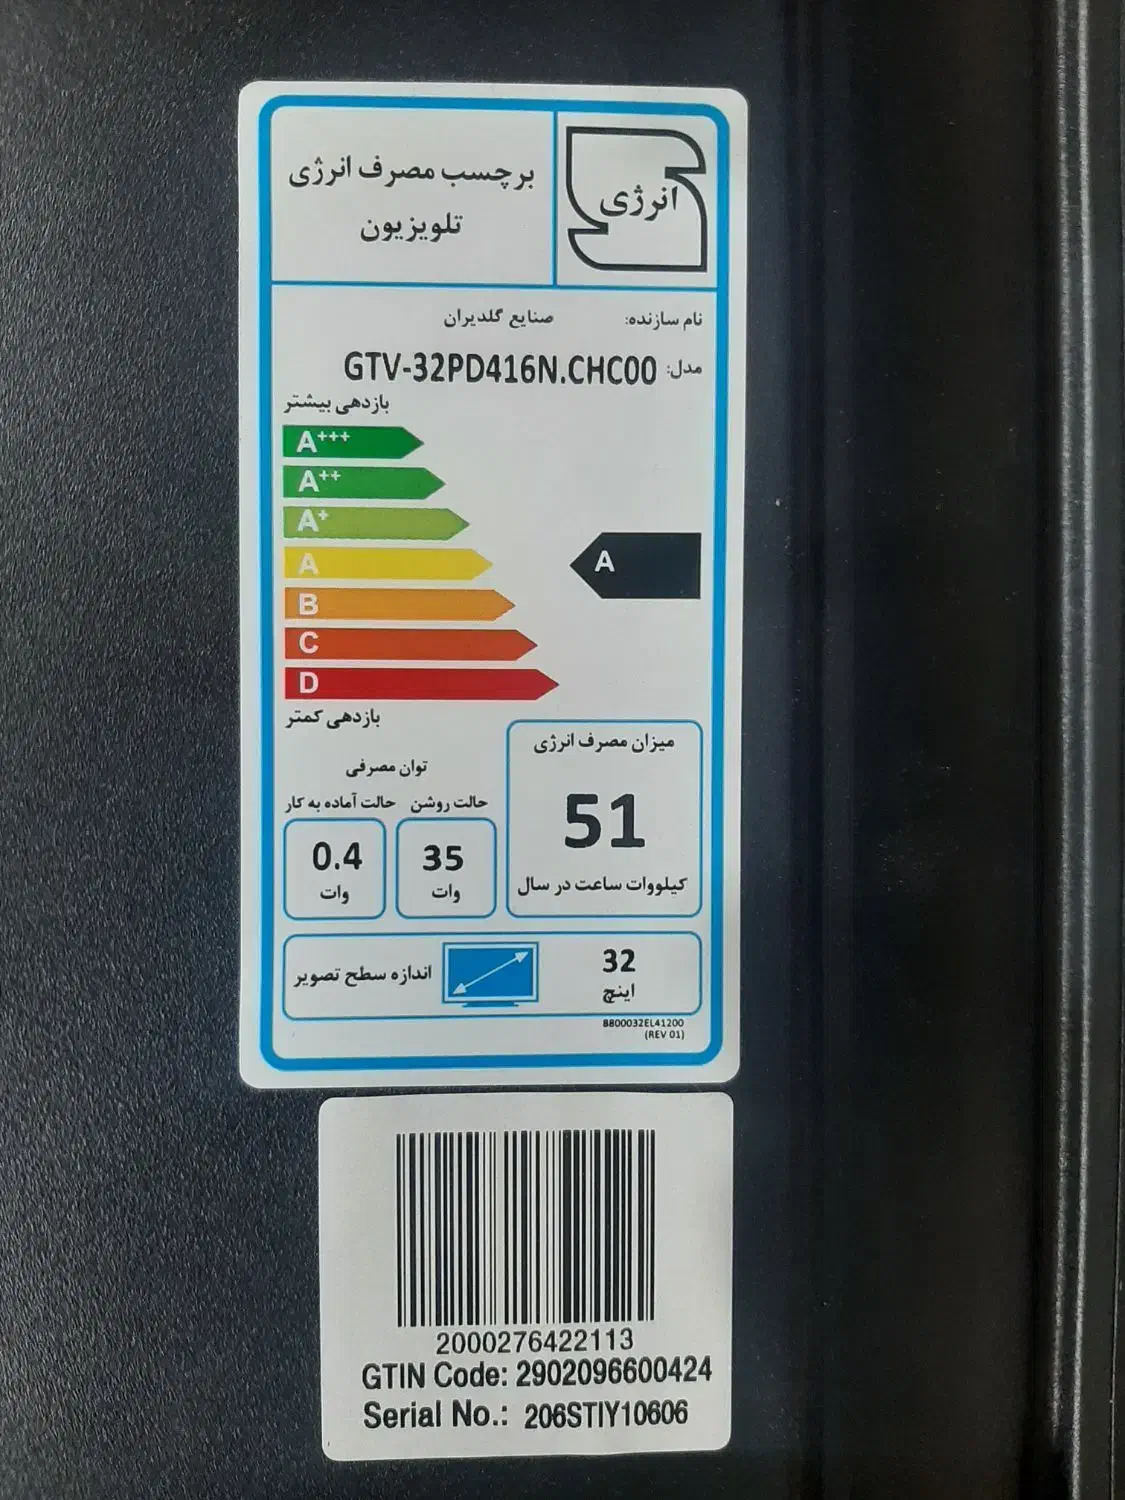 برچسب مصرف انرژی
تلویزیون
انرژی
نام سازنده: صنایع گلدیران
مدل: GTV-32PD416N.CHC00
بازدهی بیشتر
A+++
A++
A+
A
A
B
C
D
بازدهی کمتر
میزان مصرف انرژی
51
کیلووات ساعت در سال
توان مصرفی
حالت روشن
35
وات
حالت آماده به کار
0.4
وات
اندازه سطح تصویر
32
اینچ
B800032EL41200
(REV 01)
2000276422113
GTIN Code: 2902096600424
Serial No.: 206STIY10606